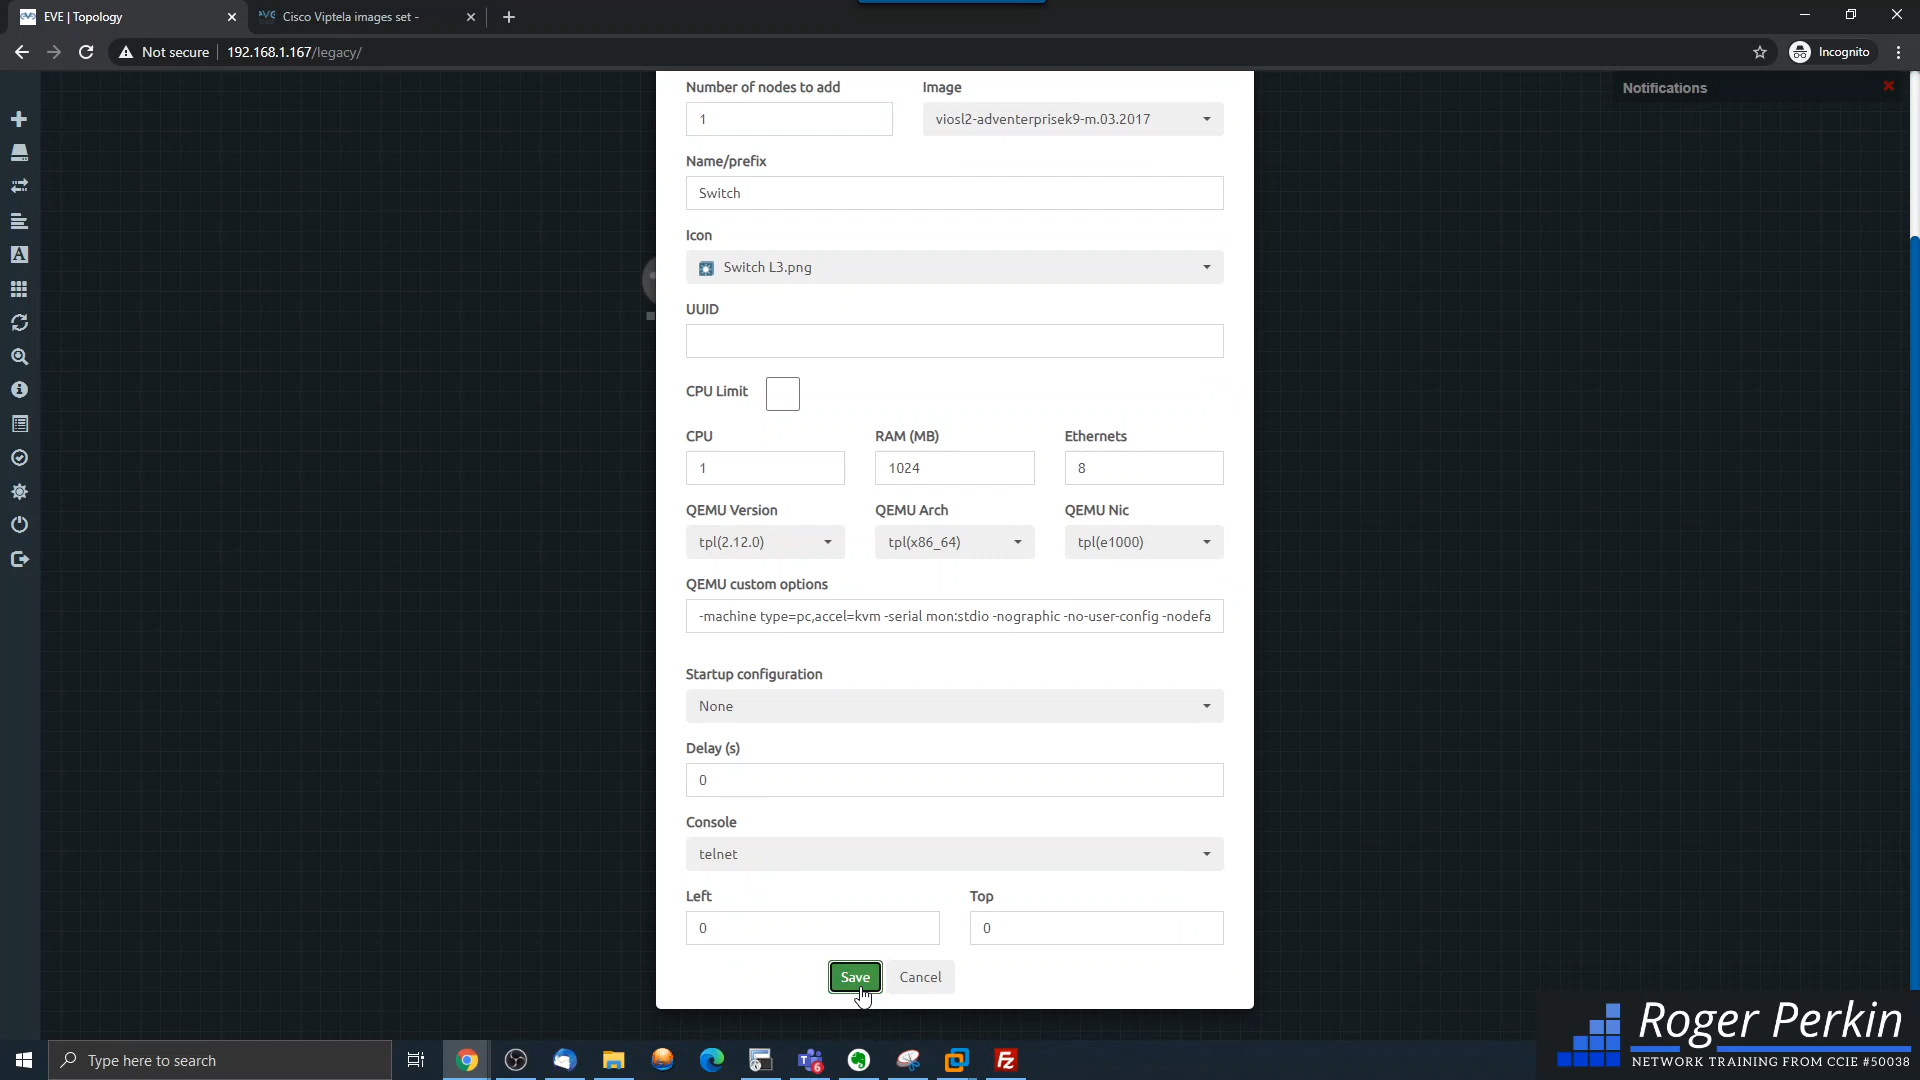 EVE | Topology
Cisco Viptela images set -
Not secure
192.168.1.167/legacy/
Incognito
Notifications
Number of nodes to add
Image
1
viosl2-adventerprisek9-m.03.2017
Name/prefix
Switch
Icon
Switch L3.png
UUID
CPU Limit
CPU
RAM (MB)
Ethernets
1
1024
8
QEMU Version
QEMU Arch
QEMU Nic
tpl(2.12.0)
tpl(x86_64)
tpl(e1000)
QEMU custom options
-machine type=pc,accel=kvm -serial mon:stdio -nographic -no-user-config -nodefa
Startup configuration
None
Delay (s)
0
Console
telnet
Left
Top
0
0
Save
Cancel
Type here to search
Roger Perkin
NETWORK TRAINING FROM CCIE #50038